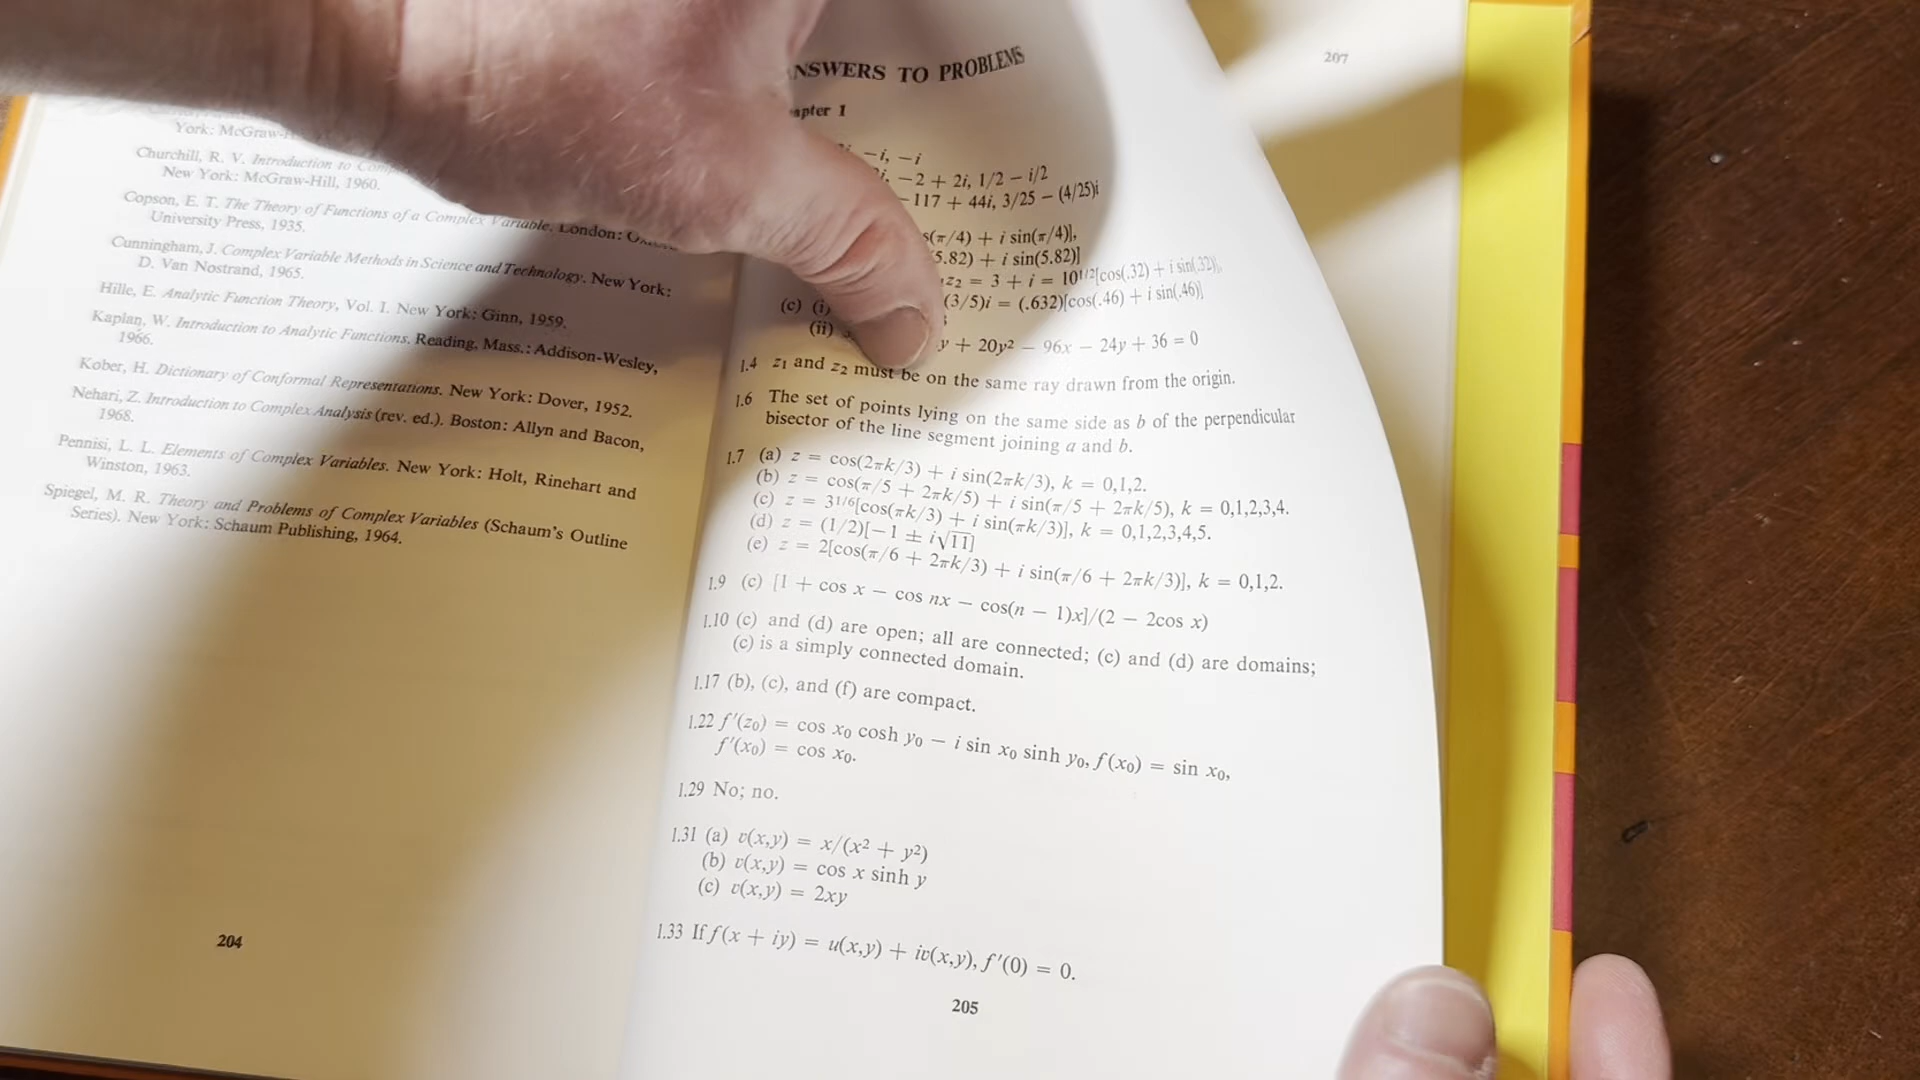 York: McGraw-H
Churchill, R. V. Introduction to Comp
New York: McGraw-Hill, 1960.
Copson, E. T. The Theory of Functions of a Complex Variable. London: O
University Press, 1935.
Cunningham, J. Complex Variable Methods in Science and Technology. New York:
D. Van Nostrand, 1965.
Hille, E. Analytic Function Theory, Vol. I. New York: Ginn, 1959.
Kaplan, W. Introduction to Analytic Functions. Reading, Mass.: Addison-Wesley,
1966.
Kober, H. Dictionary of Conformal Representations. New York: Dover, 1952.
Nehari, Z. Introduction to Complex Analysis (rev. ed.). Boston: Allyn and Bacon,
1968.
Pennisi, L. L. Elements of Complex Variables. New York: Holt, Rinehart and
Winston, 1963.
Spiegel, M. R. Theory and Problems of Complex Variables (Schaum's Outline
Series). New York: Schaum Publishing, 1964.
204
NSWERS TO PROBLEMS
apter 1
−i, −i
−2 + 2i, 1/2 − i/2
−117 + 44i, 3/25 − (4/25)i
s(π/4) + i sin(π/4)],
(5.82) + i sin(5.82)]
z₂ = 3 + i = 10^{1/2}[cos(.32) + i sin(.32)],
(c) (i) (3/5)i = (.632)[cos(.46) + i sin(.46)]
(ii) y + 20y² − 96x − 24y + 36 = 0
1.4 z₁ and z₂ must be on the same ray drawn from the origin.
1.6 The set of points lying on the same side as b of the perpendicular
bisector of the line segment joining a and b.
1.7 (a) z = cos(2πk/3) + i sin(2πk/3), k = 0,1,2.
(b) z = cos(π/5 + 2πk/5) + i sin(π/5 + 2πk/5), k = 0,1,2,3,4.
(c) z = 3^{1/6}[cos(πk/3) + i sin(πk/3)], k = 0,1,2,3,4,5.
(d) z = (1/2)[−1 ± i√11]
(e) z = 2[cos(π/6 + 2πk/3) + i sin(π/6 + 2πk/3)], k = 0,1,2.
1.9 (c) [1 + cos x − cos nx − cos(n − 1)x]/(2 − 2cos x)
1.10 (c) and (d) are open; all are connected; (c) and (d) are domains;
(c) is a simply connected domain.
1.17 (b), (c), and (f) are compact.
1.22 f′(z₀) = cos x₀ cosh y₀ − i sin x₀ sinh y₀, f(x₀) = sin x₀,
f′(x₀) = cos x₀.
1.29 No; no.
1.31 (a) v(x,y) = x/(x² + y²)
(b) v(x,y) = cos x sinh y
(c) v(x,y) = 2xy
1.33 If f(x + iy) = u(x,y) + iv(x,y), f′(0) = 0.
205
207